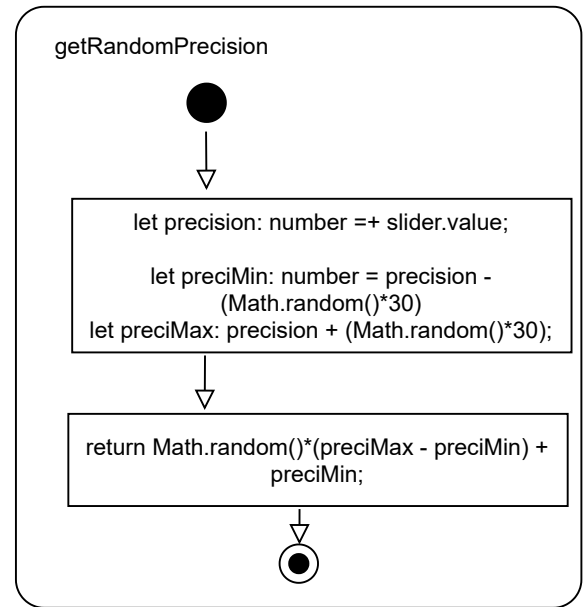 getRandomPrecision
let precision: number =+ slider.value;
let preciMin: number = precision -
(Math.random()*30)
let preciMax: precision + (Math.random()*30);
return Math.random()*(preciMax - preciMin) +
preciMin;